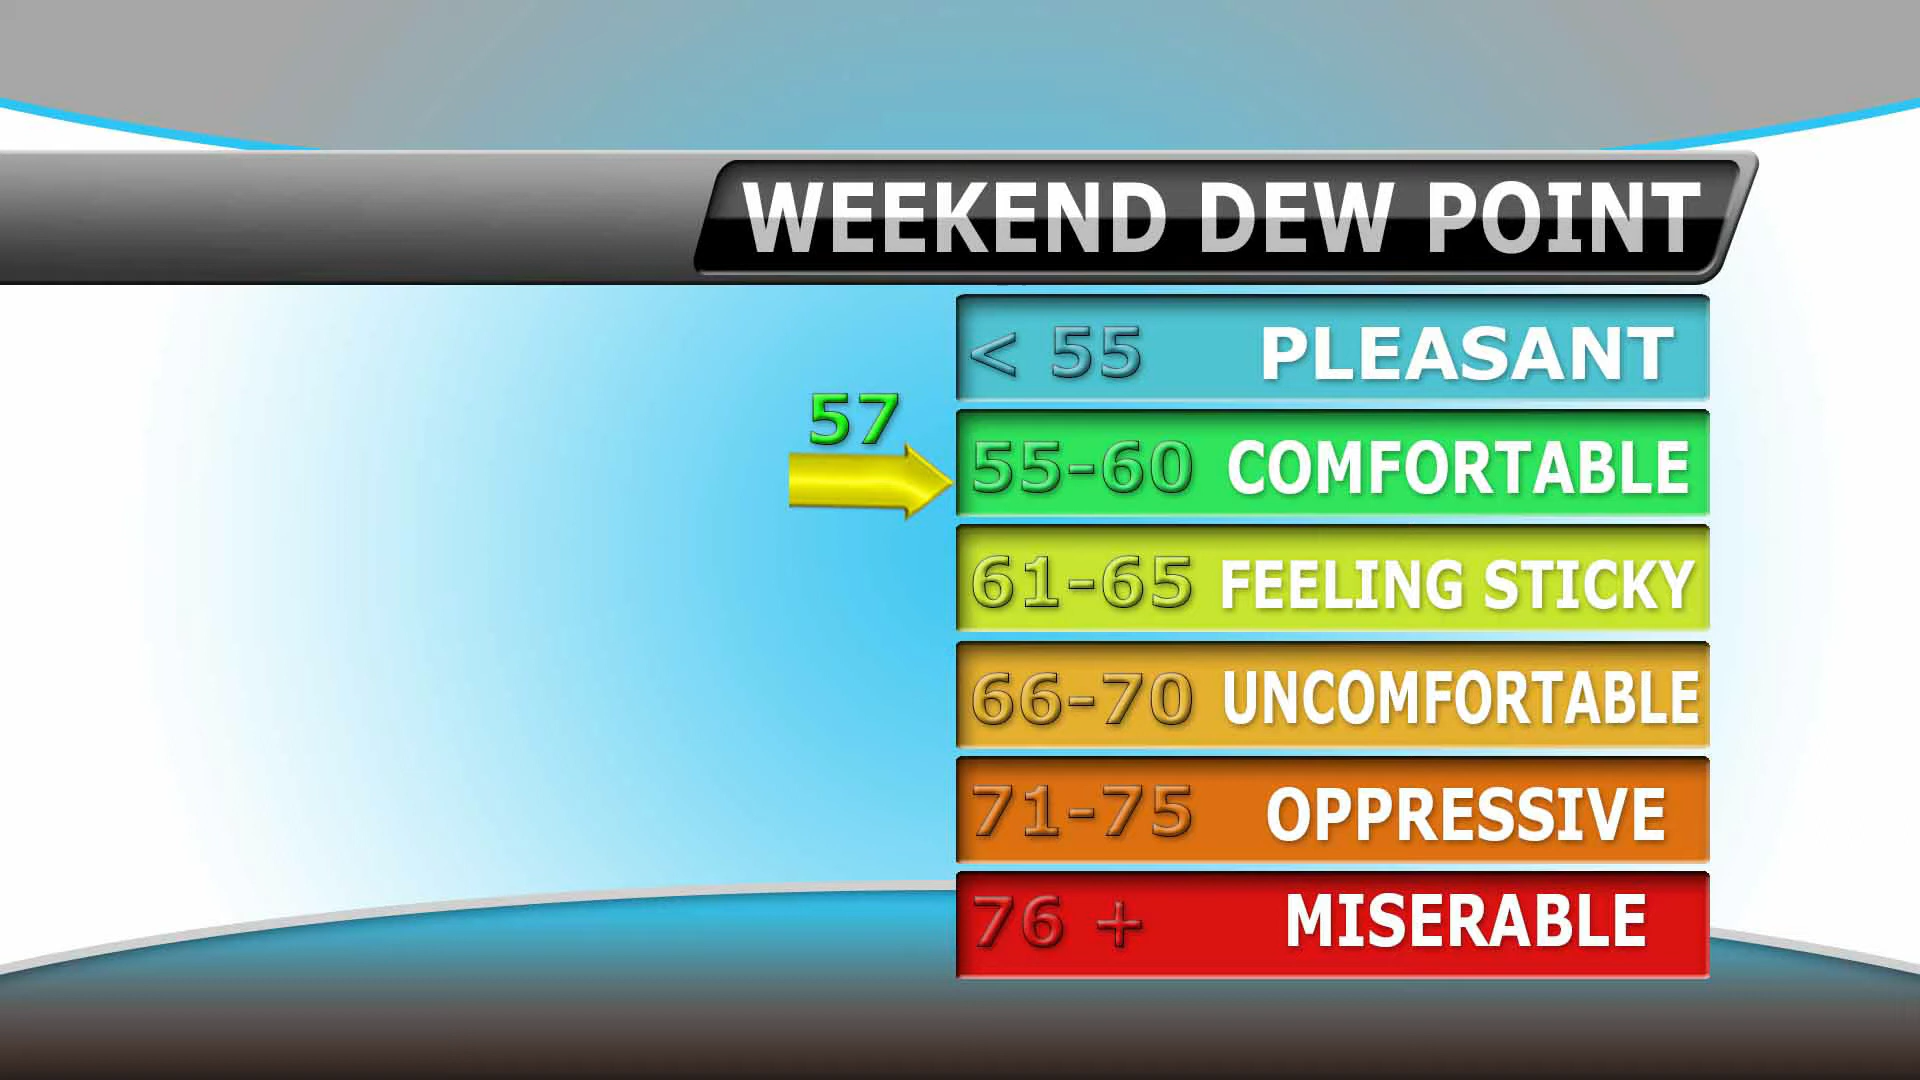 WEEKEND DEW POINT
< 55 PLEASANT
57
55-60 COMFORTABLE
61-65 FEELING STICKY
66-70 UNCOMFORTABLE
71-75 OPPRESSIVE
76 + MISERABLE